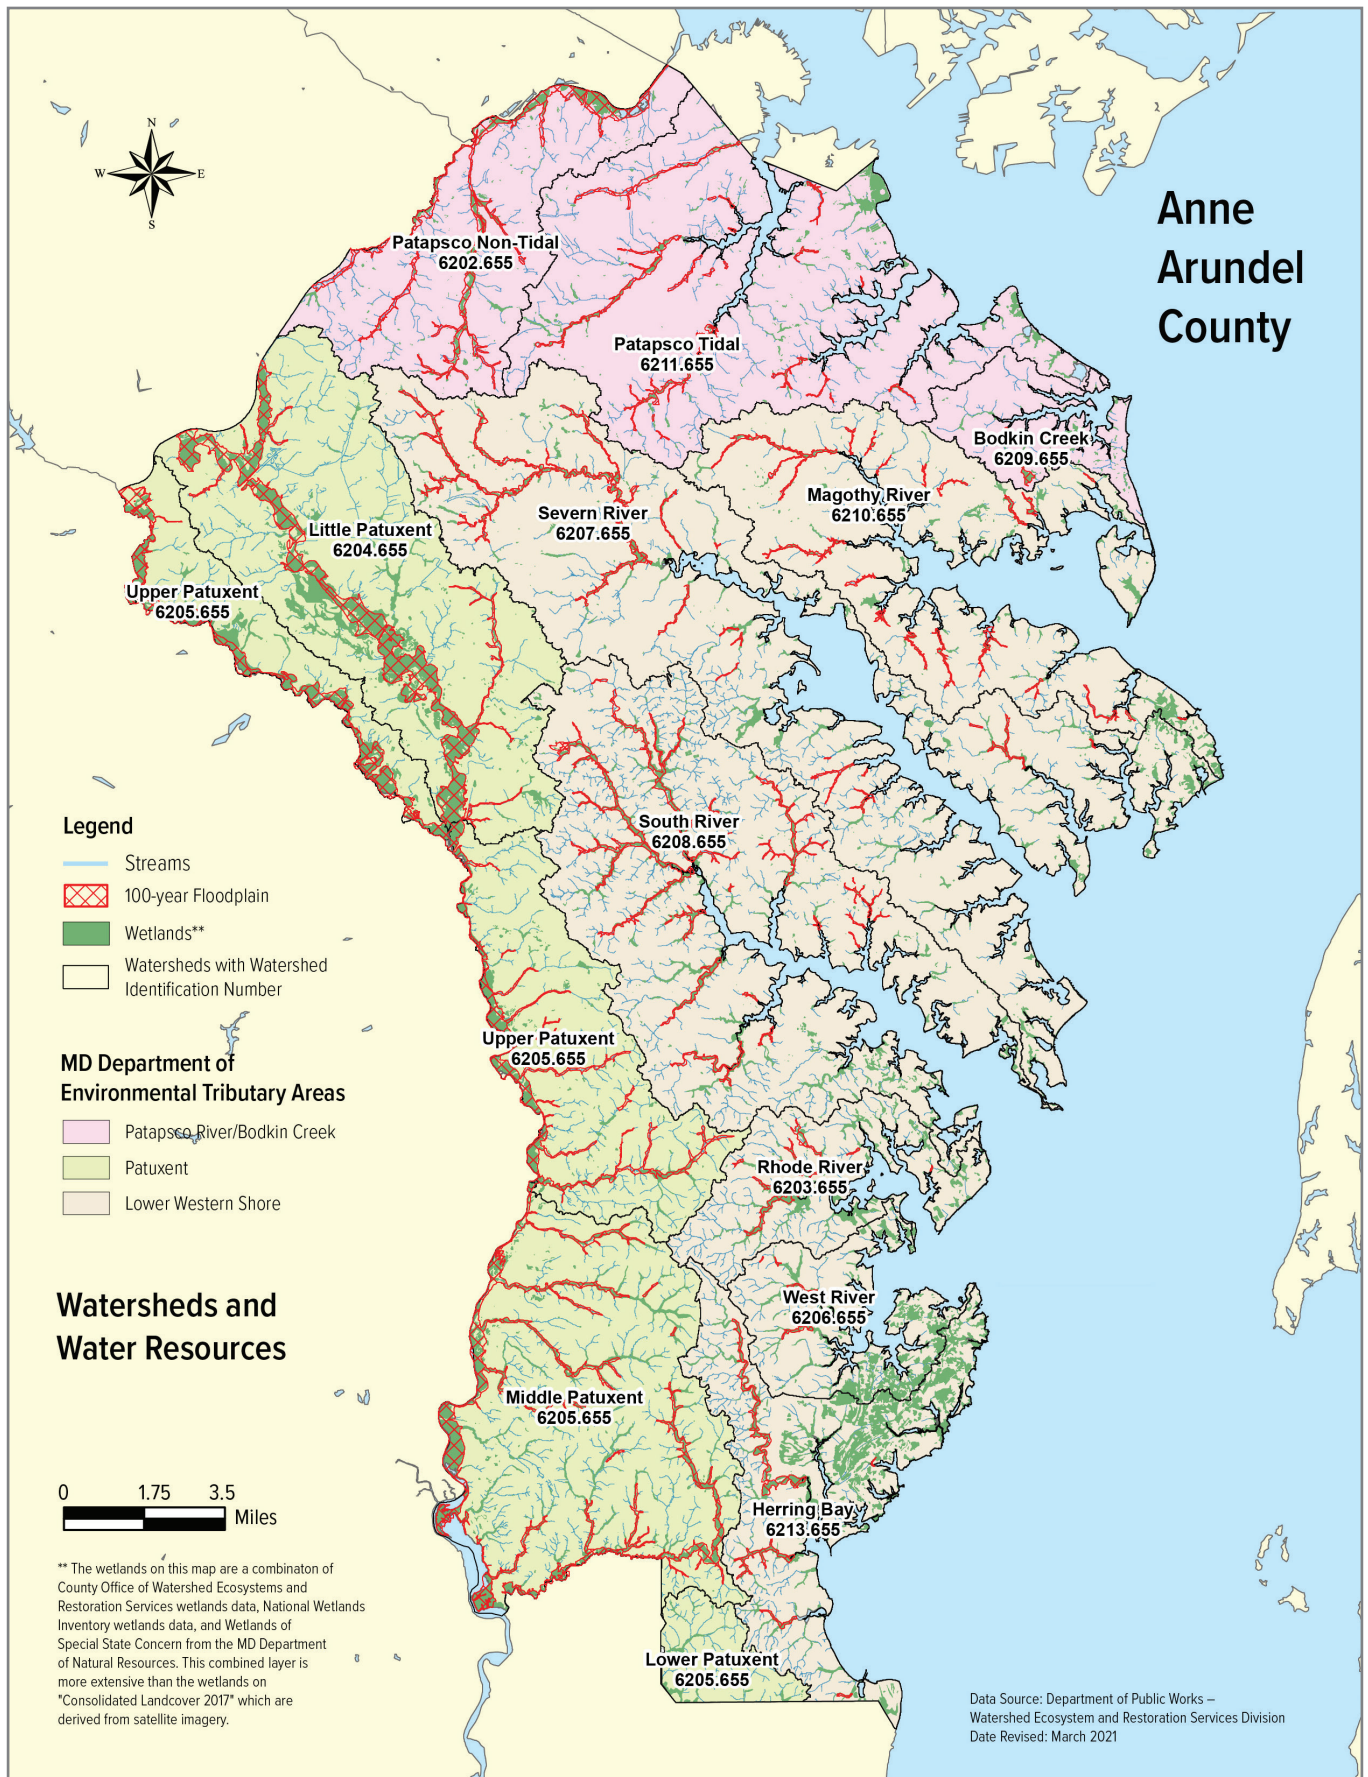 Anne
Arundel
County
N
W
E
S
Patapsco Non-Tidal
6202.655
Patapsco Tidal
6211.655
Bodkin Creek
6209.655
Magothy River
6210.655
Severn River
6207.655
Little Patuxent
6204.655
Upper Patuxent
6205.655
South River
6208.655
Upper Patuxent
6205.655
Rhode River
6203.655
West River
6206.655
Middle Patuxent
6205.655
Herring Bay
6213.655
Lower Patuxent
6205.655
Legend
Streams
100-year Floodplain
Wetlands**
Watersheds with Watershed
Identification Number
MD Department of
Environmental Tributary Areas
Patapsco River/Bodkin Creek
Patuxent
Lower Western Shore
Watersheds and
Water Resources
0 1.75 3.5
Miles
** The wetlands on this map are a combinaton of
County Office of Watershed Ecosystems and
Restoration Services wetlands data, National Wetlands
Inventory wetlands data, and Wetlands of
Special State Concern from the MD Department
of Natural Resources. This combined layer is
more extensive than the wetlands on
"Consolidated Landcover 2017" which are
derived from satellite imagery.
Data Source: Department of Public Works –
Watershed Ecosystem and Restoration Services Division
Date Revised: March 2021